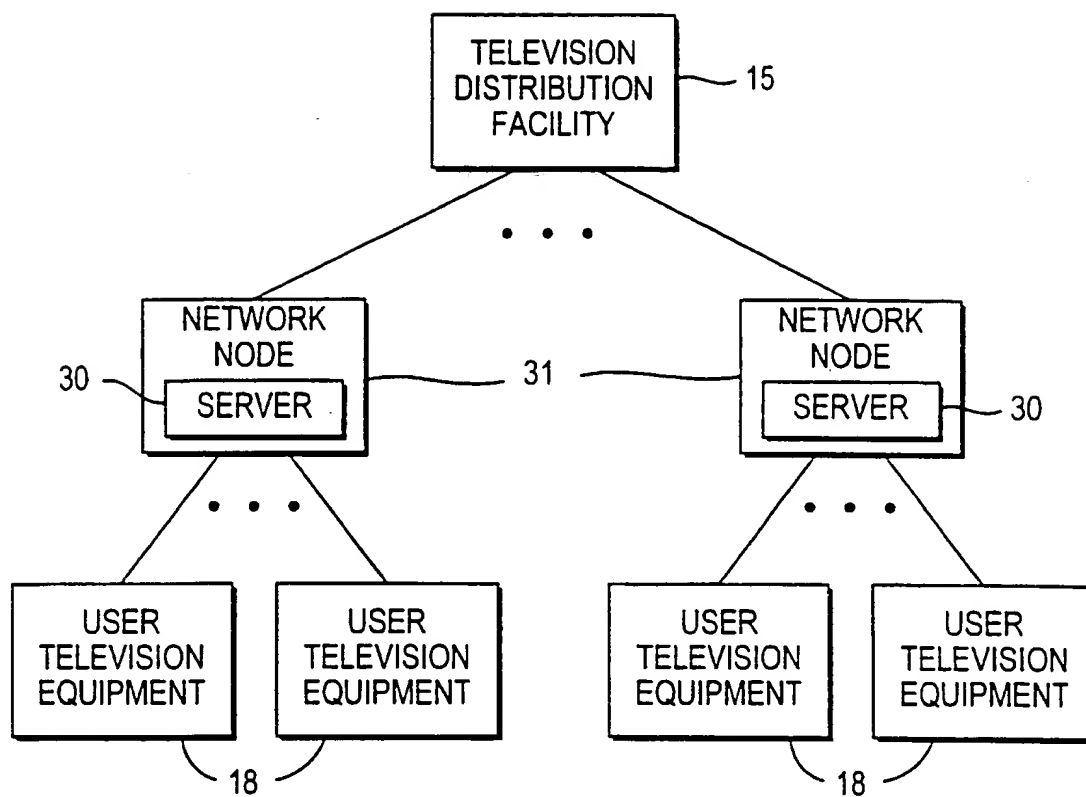 TELEVISION
DISTRIBUTION
FACILITY
15
NETWORK
NODE
30
SERVER
31
NETWORK
NODE
SERVER
30
USER
TELEVISION
EQUIPMENT
USER
TELEVISION
EQUIPMENT
18
USER
TELEVISION
EQUIPMENT
USER
TELEVISION
EQUIPMENT
18